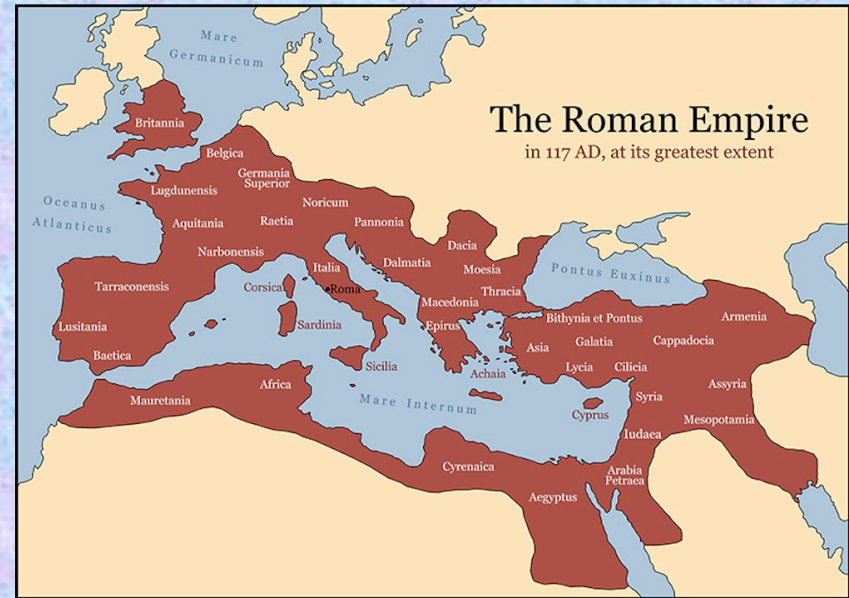 Mare
Germanicum
The Roman Empire
in 117 AD, at its greatest extent
Britannia
Belgica
Germania
Superior
Lugdunensis
Noricum
Oceanus
Atlanticus
Aquitania
Raetia
Pannonia
Narbonensis
Dacia
Italia
Dalmatia
Moesia
Pontus Euxinus
Tarraconensis
Corsica
Roma
Thracia
Macedonia
Lusitania
Sardinia
Epirus
Bithynia et Pontus
Armenia
Baetica
Asia
Galatia
Cappadocia
Sicilia
Achaia
Lycia
Cilicia
Mauretania
Africa
Mare Internum
Cyprus
Syria
Assyria
Mesopotamia
Iudaea
Cyrenaica
Arabia
Petraea
Aegyptus